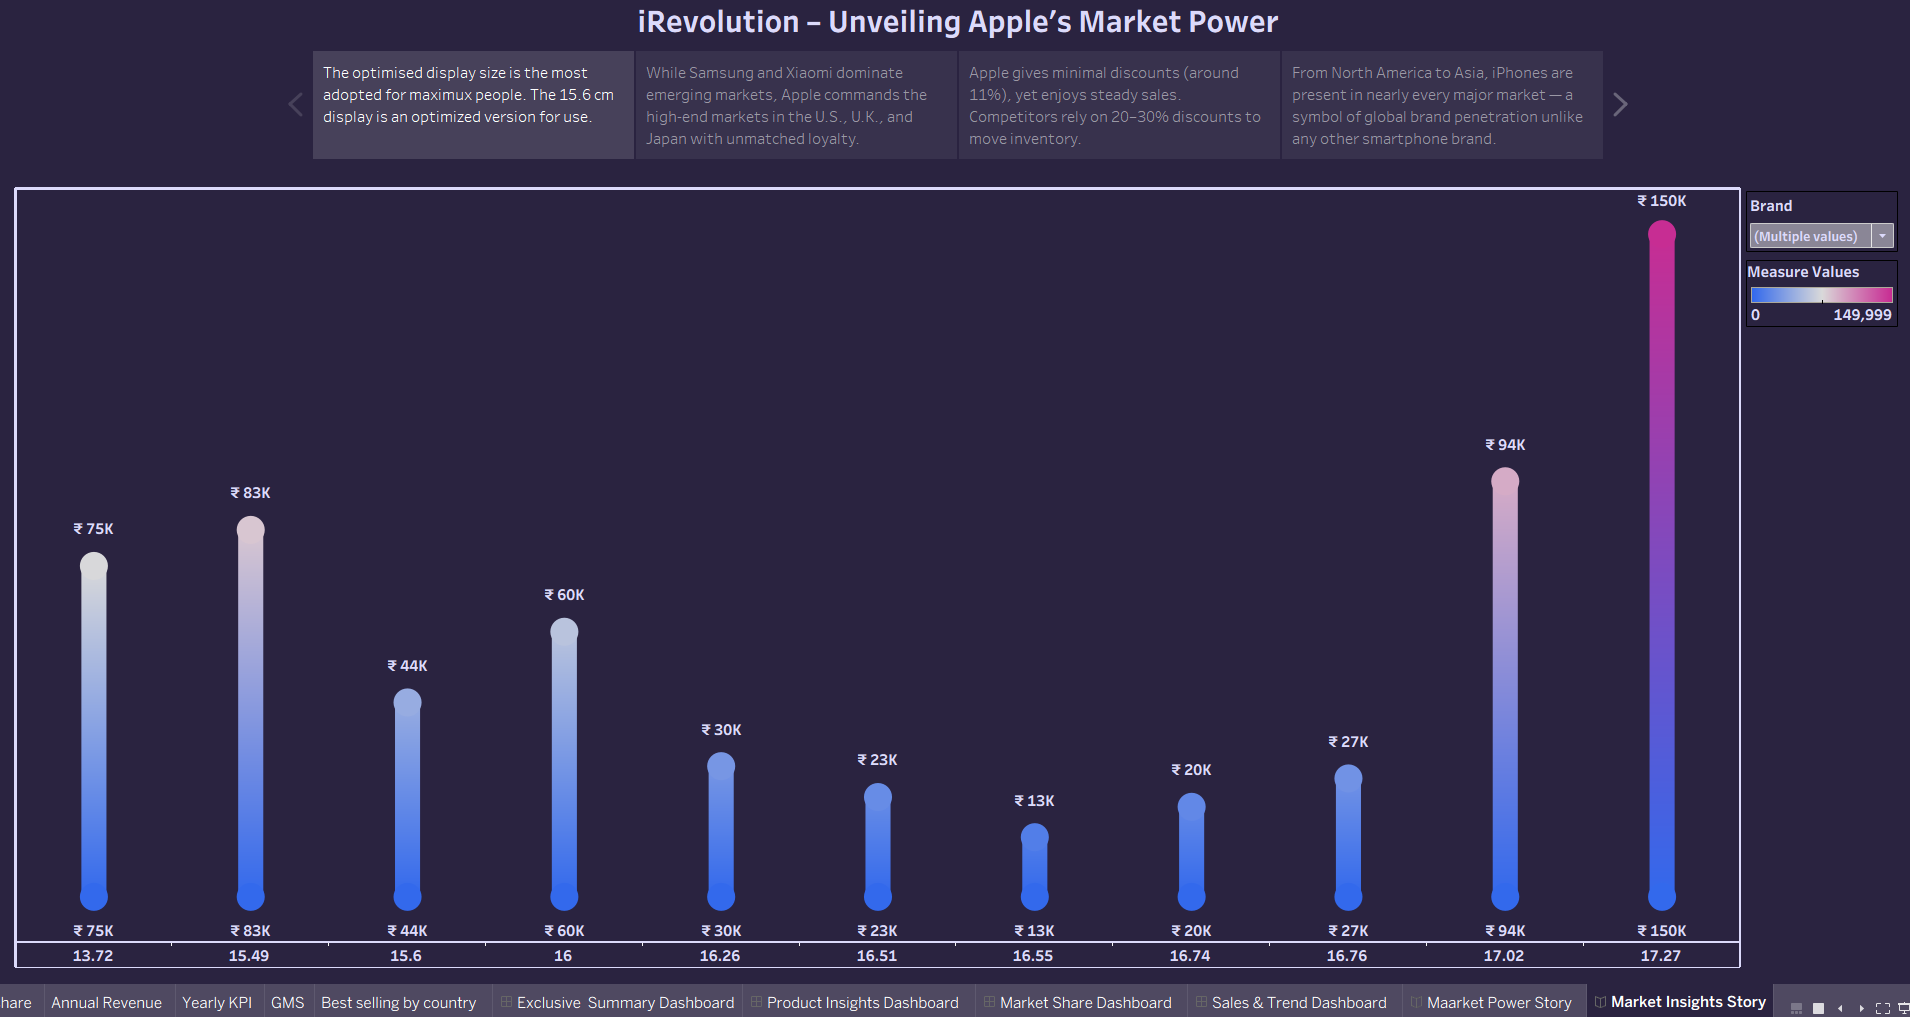 iRevolution – Unveiling Apple's Market Power
The optimised display size is the most
adopted for maximux people. The 15.6 cm
display is an optimized version for use.
While Samsung and Xiaomi dominate
emerging markets, Apple commands the
high-end markets in the U.S., U.K., and
Japan with unmatched loyalty.
Apple gives minimal discounts (around
11%), yet enjoys steady sales.
Competitors rely on 20–30% discounts to
move inventory.
From North America to Asia, iPhones are
present in nearly every major market — a
symbol of global brand penetration unlike
any other smartphone brand.
Brand
(Multiple values)
Measure Values
0 149,999
₹ 150K
₹ 94K
₹ 83K
₹ 75K
₹ 60K
₹ 44K
₹ 30K
₹ 27K
₹ 23K
₹ 20K
₹ 13K
₹ 75K ₹ 83K ₹ 44K ₹ 60K ₹ 30K ₹ 23K ₹ 13K ₹ 20K ₹ 27K ₹ 94K ₹ 150K
13.72 15.49 15.6 16 16.26 16.51 16.55 16.74 16.76 17.02 17.27
hare Annual Revenue Yearly KPI GMS Best selling by country Exclusive Summary Dashboard Product Insights Dashboard Market Share Dashboard Sales & Trend Dashboard Maarket Power Story Market Insights Story